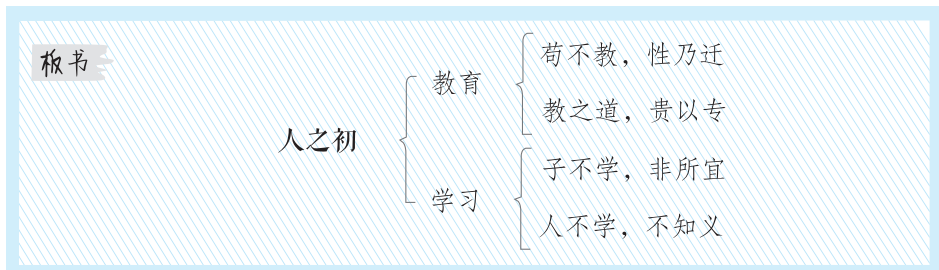 板书
人之初
教育
苟不教，性乃迁
教之道，贵以专
学习
子不学，非所宜
人不学，不知义